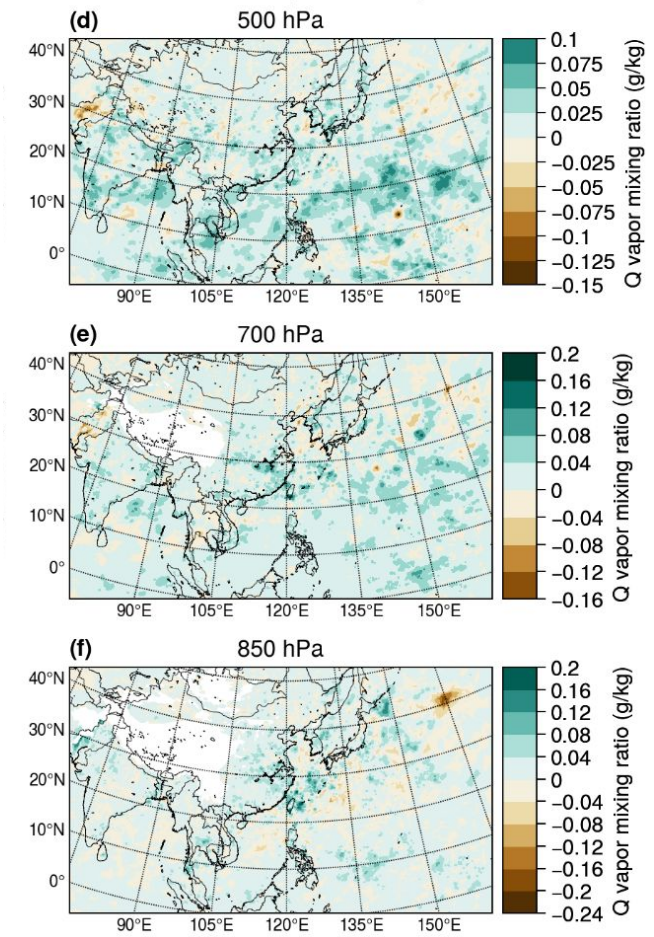 (d) 500 hPa
40°N
30°N
20°N
10°N
0°
90°E 105°E 120°E 135°E 150°E
0.1
0.075
0.05
0.025
0
−0.025
−0.05
−0.075
−0.1
−0.125
−0.15
Q vapor mixing ratio (g/kg)
(e) 700 hPa
40°N
30°N
20°N
10°N
0°
90°E 105°E 120°E 135°E 150°E
0.2
0.16
0.12
0.08
0.04
0
−0.04
−0.08
−0.12
−0.16
Q vapor mixing ratio (g/kg)
(f) 850 hPa
40°N
30°N
20°N
10°N
0°
90°E 105°E 120°E 135°E 150°E
0.2
0.16
0.12
0.08
0.04
0
−0.04
−0.08
−0.12
−0.16
−0.2
−0.24
Q vapor mixing ratio (g/kg)